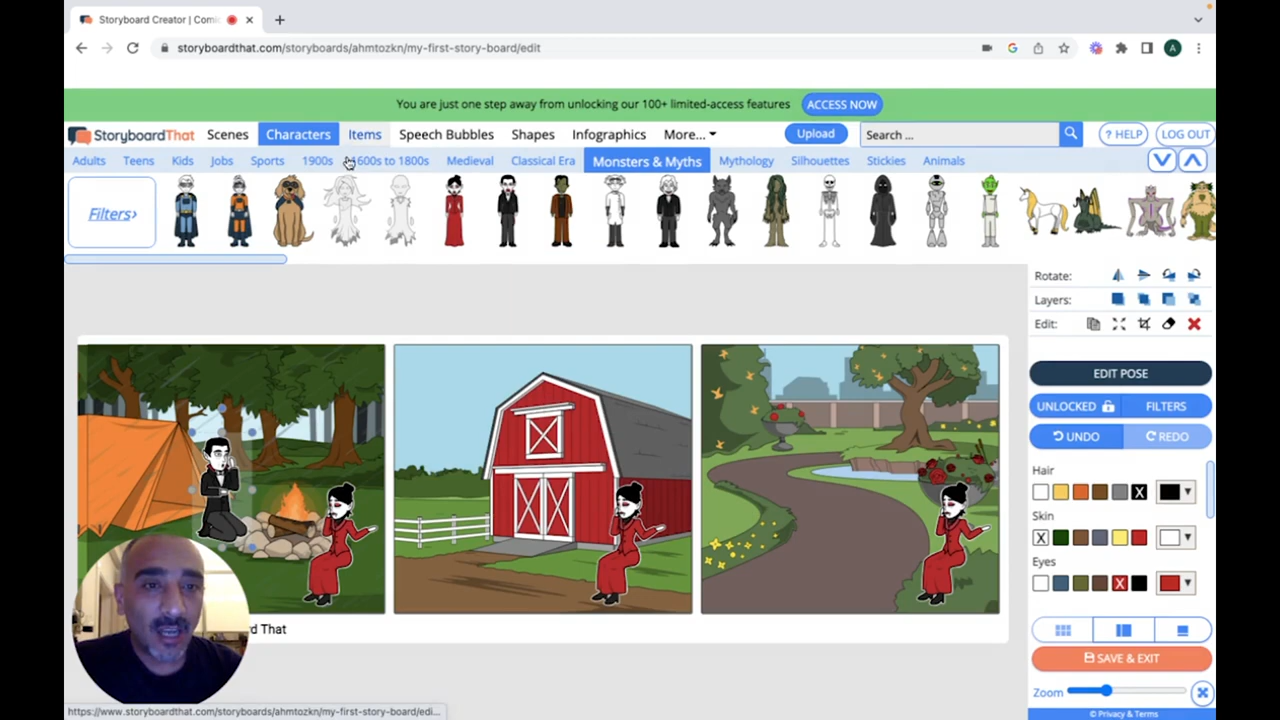 Storyboard Creator | Comi
storyboardthat.com/storyboards/ahmtozkn/my-first-story-board/edit
A
You are just one step away from unlocking our 100+ limited-access features ACCESS NOW
StoryboardThat Scenes Characters Items Speech Bubbles Shapes Infographics More... Upload Search ... ? HELP LOG OUT
Adults Teens Kids Jobs Sports 1900s 1600s to 1800s Medieval Classical Era Monsters & Myths Mythology Silhouettes Stickies Animals
Filters›
Rotate:
Layers:
Edit:
EDIT POSE
UNLOCKED FILTERS
UNDO REDO
Hair
X
Skin
X
Eyes
X
d That
SAVE & EXIT
Zoom
https://www.storyboardthat.com/storyboards/ahmtozkn/my-first-story-board/edi...
© Privacy & Terms